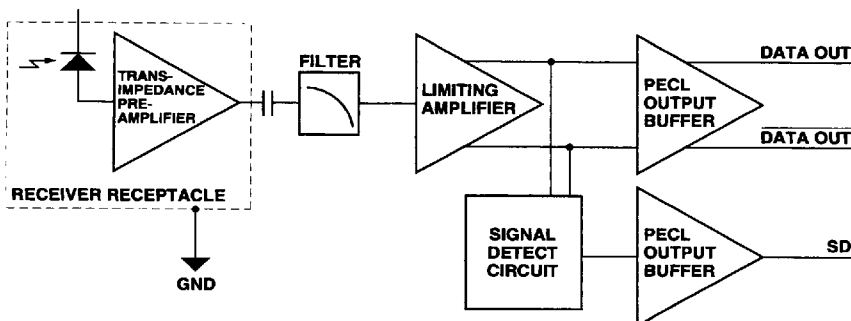 TRANS-
IMPEDANCE
PRE-
AMPLIFIER
RECEIVER RECEPTACLE
GND
FILTER
LIMITING
AMPLIFIER
PECL
OUTPUT
BUFFER
DATA OUT
DATA OUT
SIGNAL
DETECT
CIRCUIT
PECL
OUTPUT
BUFFER
SD